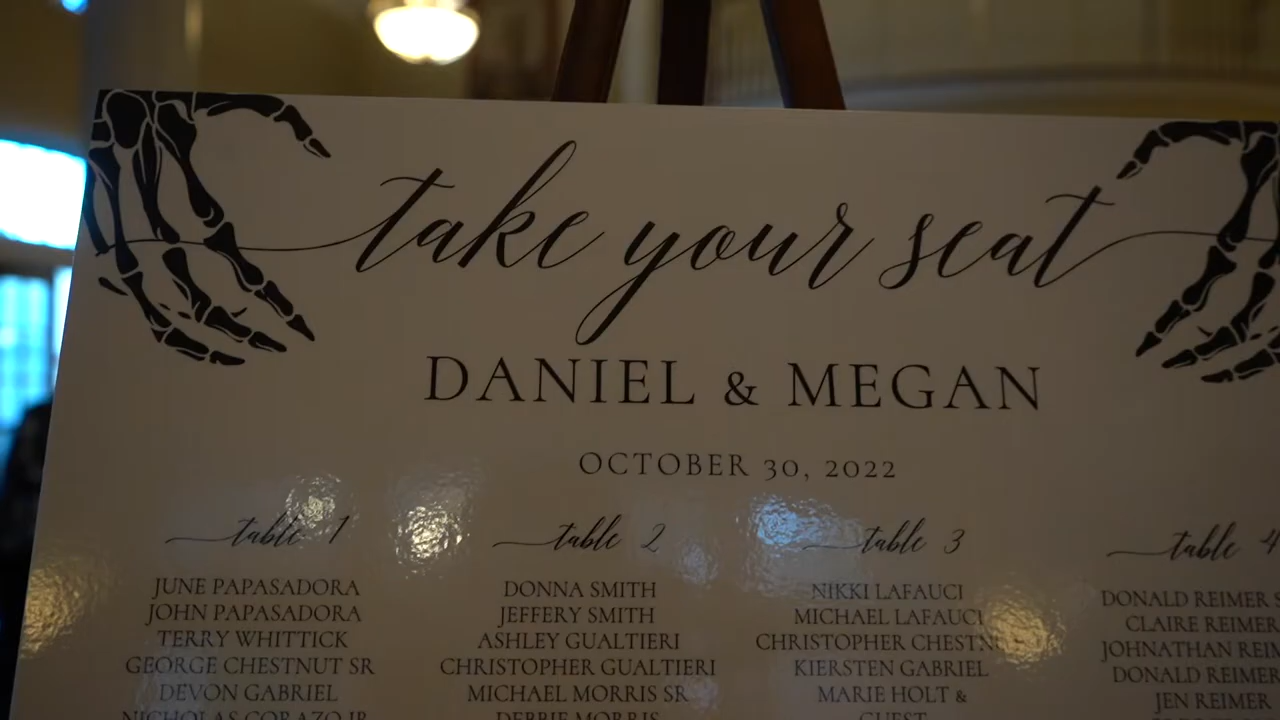 take your seat
DANIEL & MEGAN
OCTOBER 30, 2022
table 1
JUNE PAPASADORA
JOHN PAPASADORA
TERRY WHITTICK
GEORGE CHESTNUT SR
DEVON GABRIEL
NICHOLAS CORAZO JR
table 2
DONNA SMITH
JEFFERY SMITH
ASHLEY GUALTIERI
CHRISTOPHER GUALTIERI
MICHAEL MORRIS SR
DEBBIE MORRIS
table 3
NIKKI LAFAUCI
MICHAEL LAFAUCI
CHRISTOPHER
KIERSTEN GABRIEL
MARIE HOLT &
GUEST
table 4
DONALD REIMER
CLAIRE REIMER
JOHNATHAN
DONALD REIMER
JEN REIMER